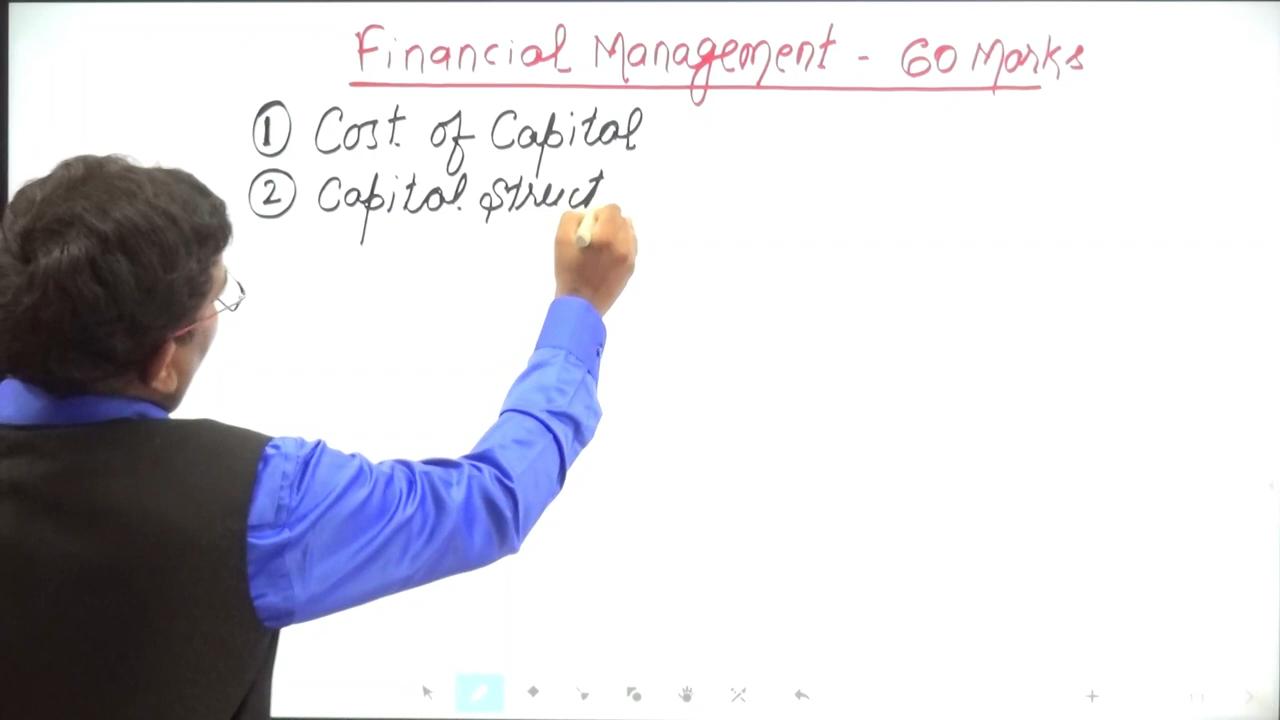 Financial Management - 60 Marks
① Cost of Capital
② Capital Struct